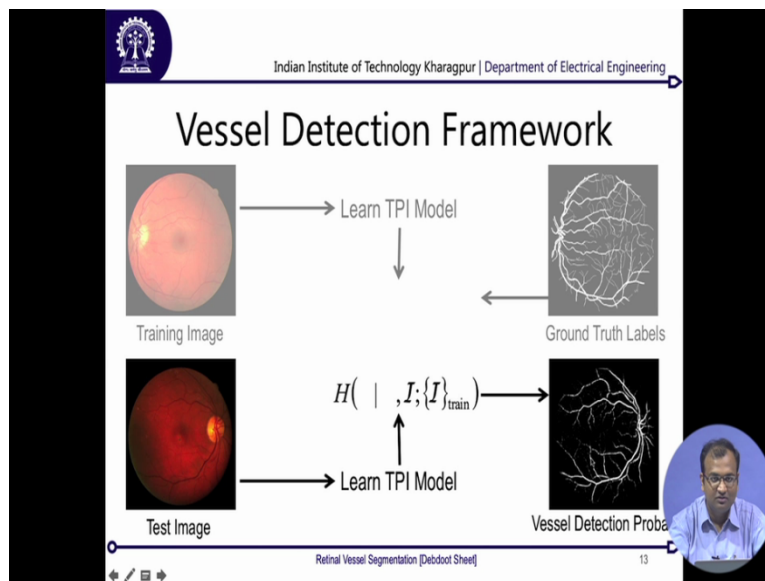 Indian Institute of Technology Kharagpur | Department of Electrical Engineering
Vessel Detection Framework
Learn TPI Model
Training Image
Ground Truth Labels
H( | , I; {I}train)
Learn TPI Model
Test Image
Vessel Detection Proba
Retinal Vessel Segmentation [Debdoot Sheet]
13